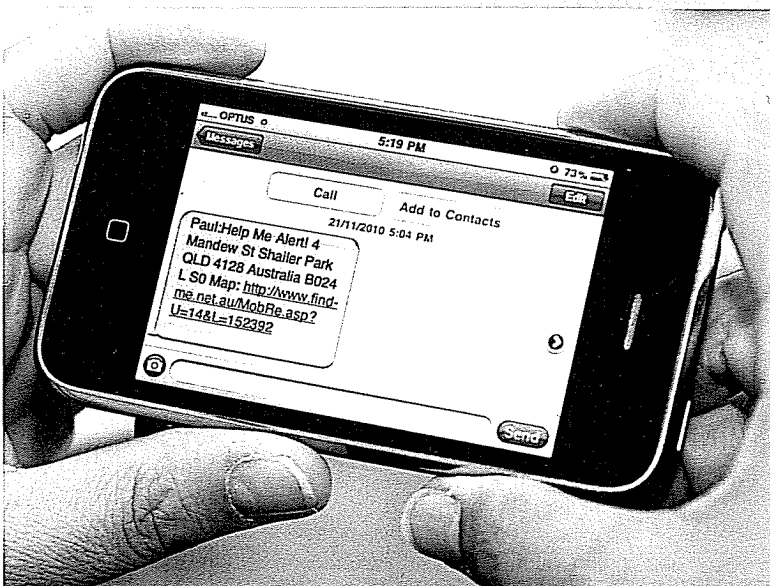 OPTUS
5:19 PM
73%
Messages
Edit
Call
Add to Contacts
21/11/2010 5:04 PM
Paul:Help Me Alert! 4
Mandew St Shailer Park
QLD 4128 Australia B024
L S0 Map: http://www.find-
me.net.au/MobRe.asp?
U=14&L=152392
Send